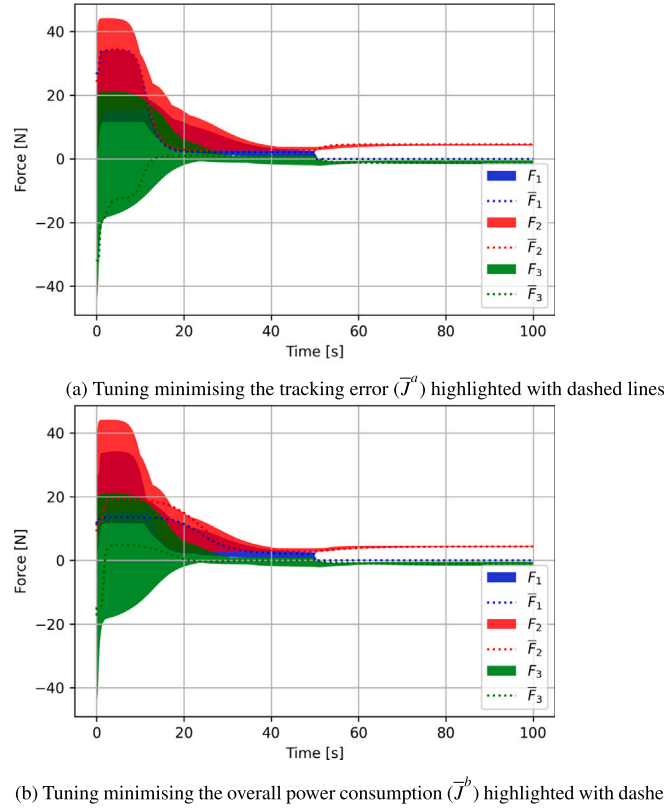 40
20
0
−20
−40
Force [N]
F1
F̅1
F2
F̅2
F3
F̅3
0
20
40
60
80
100
Time [s]
(a) Tuning minimising the tracking error (J̅ᵃ) highlighted with dashed lines
40
20
0
−20
−40
Force [N]
F1
F̅1
F2
F̅2
F3
F̅3
0
20
40
60
80
100
Time [s]
(b) Tuning minimising the overall power consumption (J̅ᵇ) highlighted with dashe